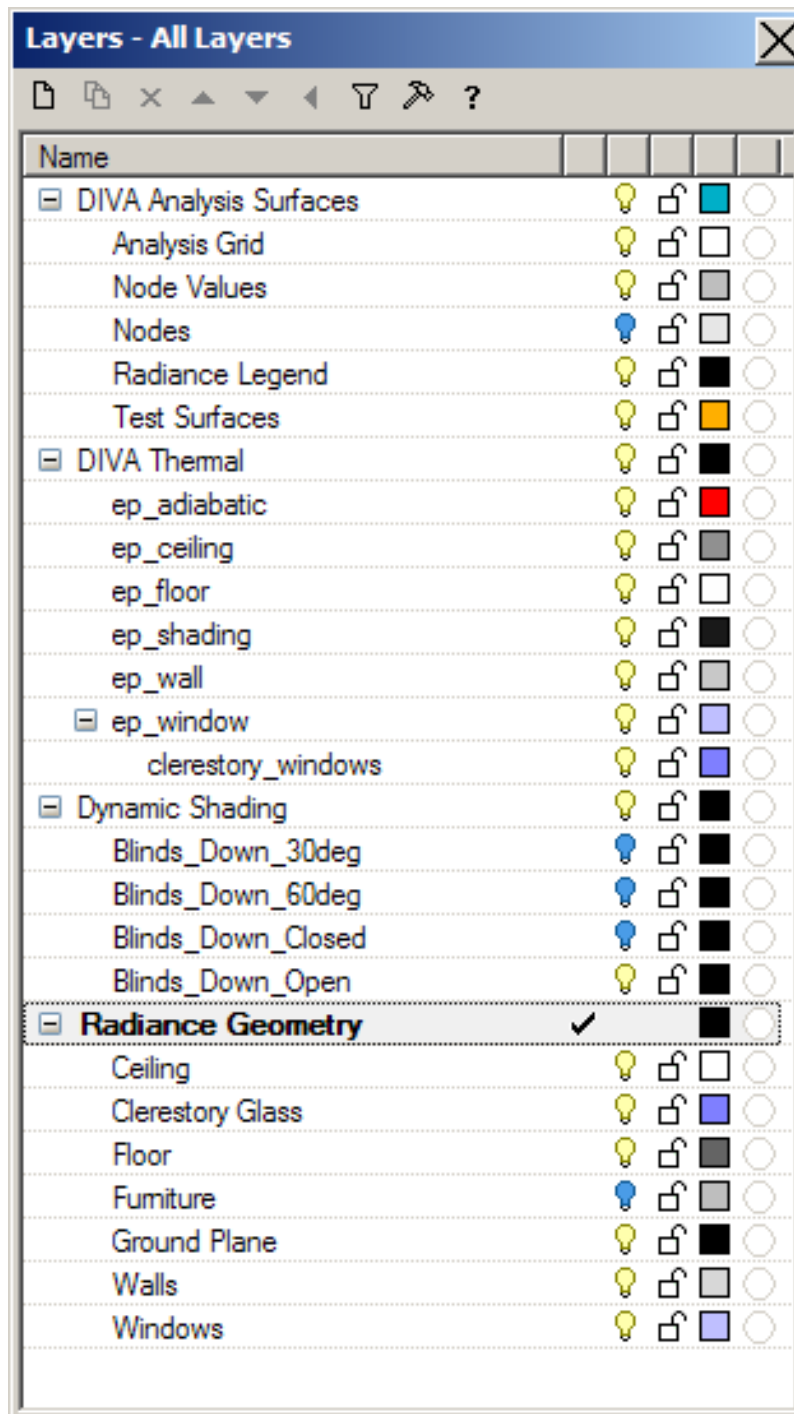 Layers - All Layers
?
Name
DIVA Analysis Surfaces
Analysis Grid
Node Values
Nodes
Radiance Legend
Test Surfaces
DIVA Thermal
ep_adiabatic
ep_ceiling
ep_floor
ep_shading
ep_wall
ep_window
clerestory_windows
Dynamic Shading
Blinds_Down_30deg
Blinds_Down_60deg
Blinds_Down_Closed
Blinds_Down_Open
Radiance Geometry
Ceiling
Clerestory Glass
Floor
Furniture
Ground Plane
Walls
Windows